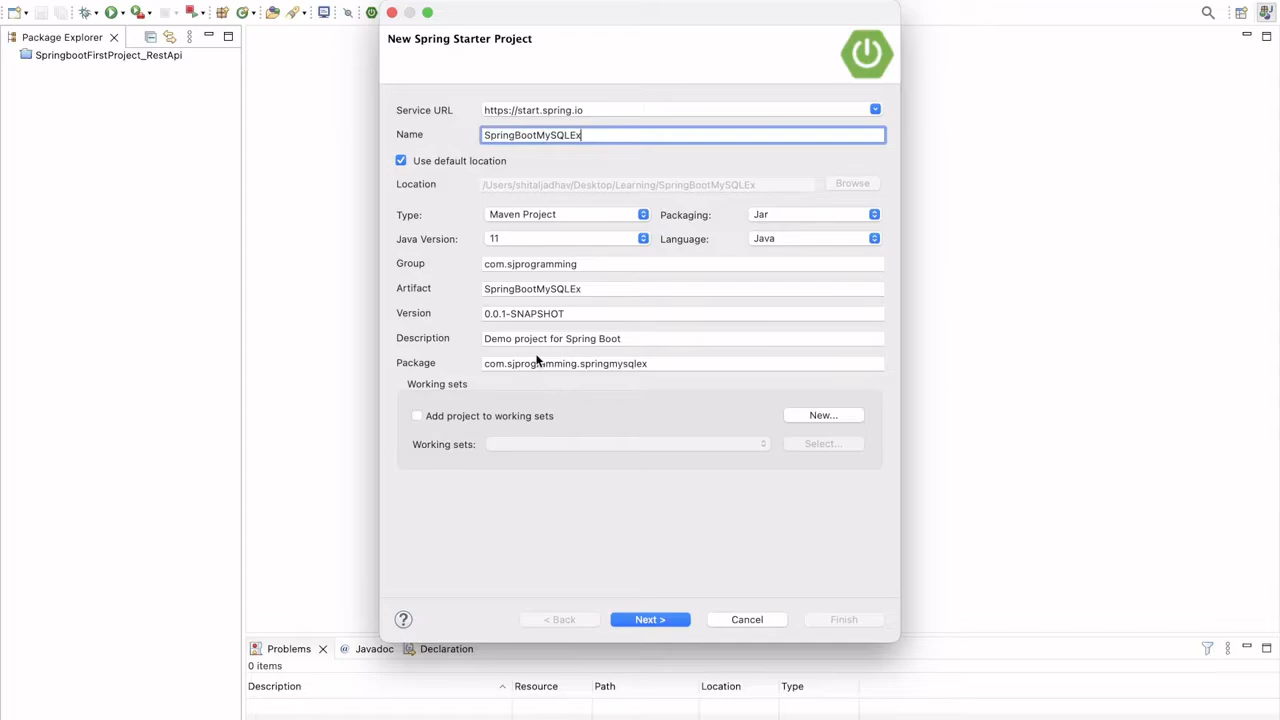 Package Explorer
SpringbootFirstProject_RestApi
New Spring Starter Project
Service URL https://start.spring.io
Name SpringBootMySQLEx
Use default location
Location /Users/shitaljadhav/Desktop/Learning/SpringBootMySQLEx Browse
Type: Maven Project Packaging: Jar
Java Version: 11 Language: Java
Group com.sjprogramming
Artifact SpringBootMySQLEx
Version 0.0.1-SNAPSHOT
Description Demo project for Spring Boot
Package com.sjprogramming.springmysqlex
Working sets
Add project to working sets New...
Working sets: Select...
? < Back Next > Cancel Finish
Problems @ Javadoc Declaration
0 items
Description Resource Path Location Type